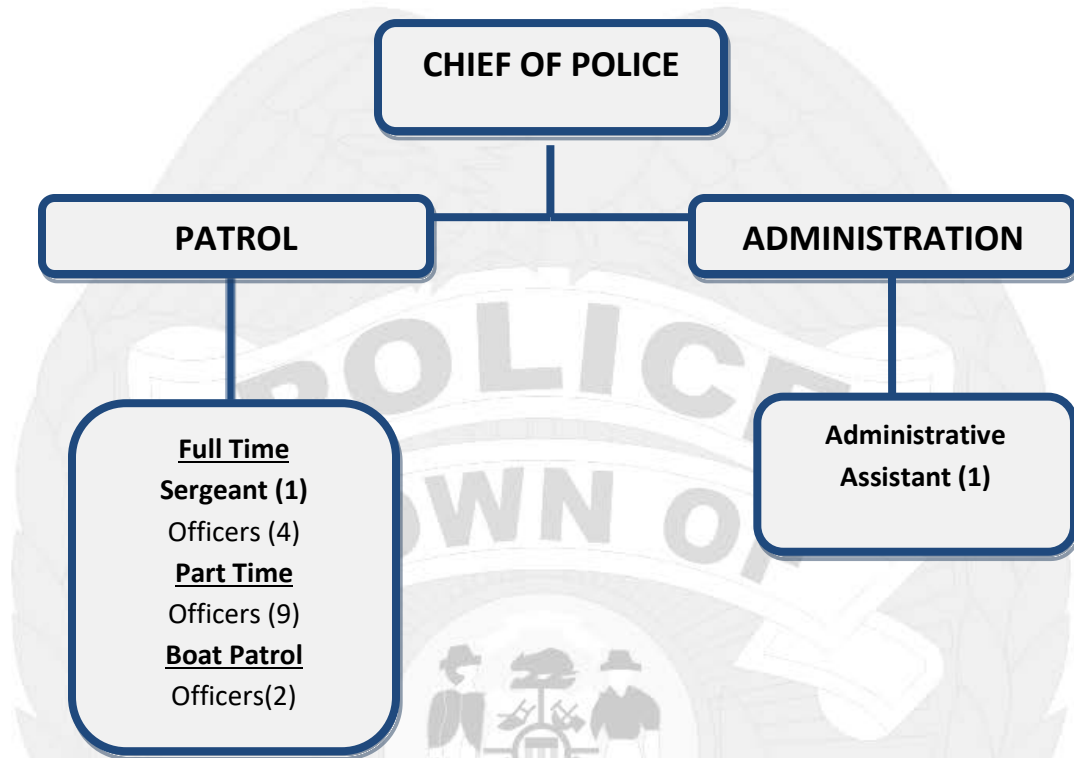 CHIEF OF POLICE
PATROL
ADMINISTRATION
Full Time
Sergeant (1)
Officers (4)
Part Time
Officers (9)
Boat Patrol
Officers(2)
Administrative
Assistant (1)
POLICE
TOWN OF